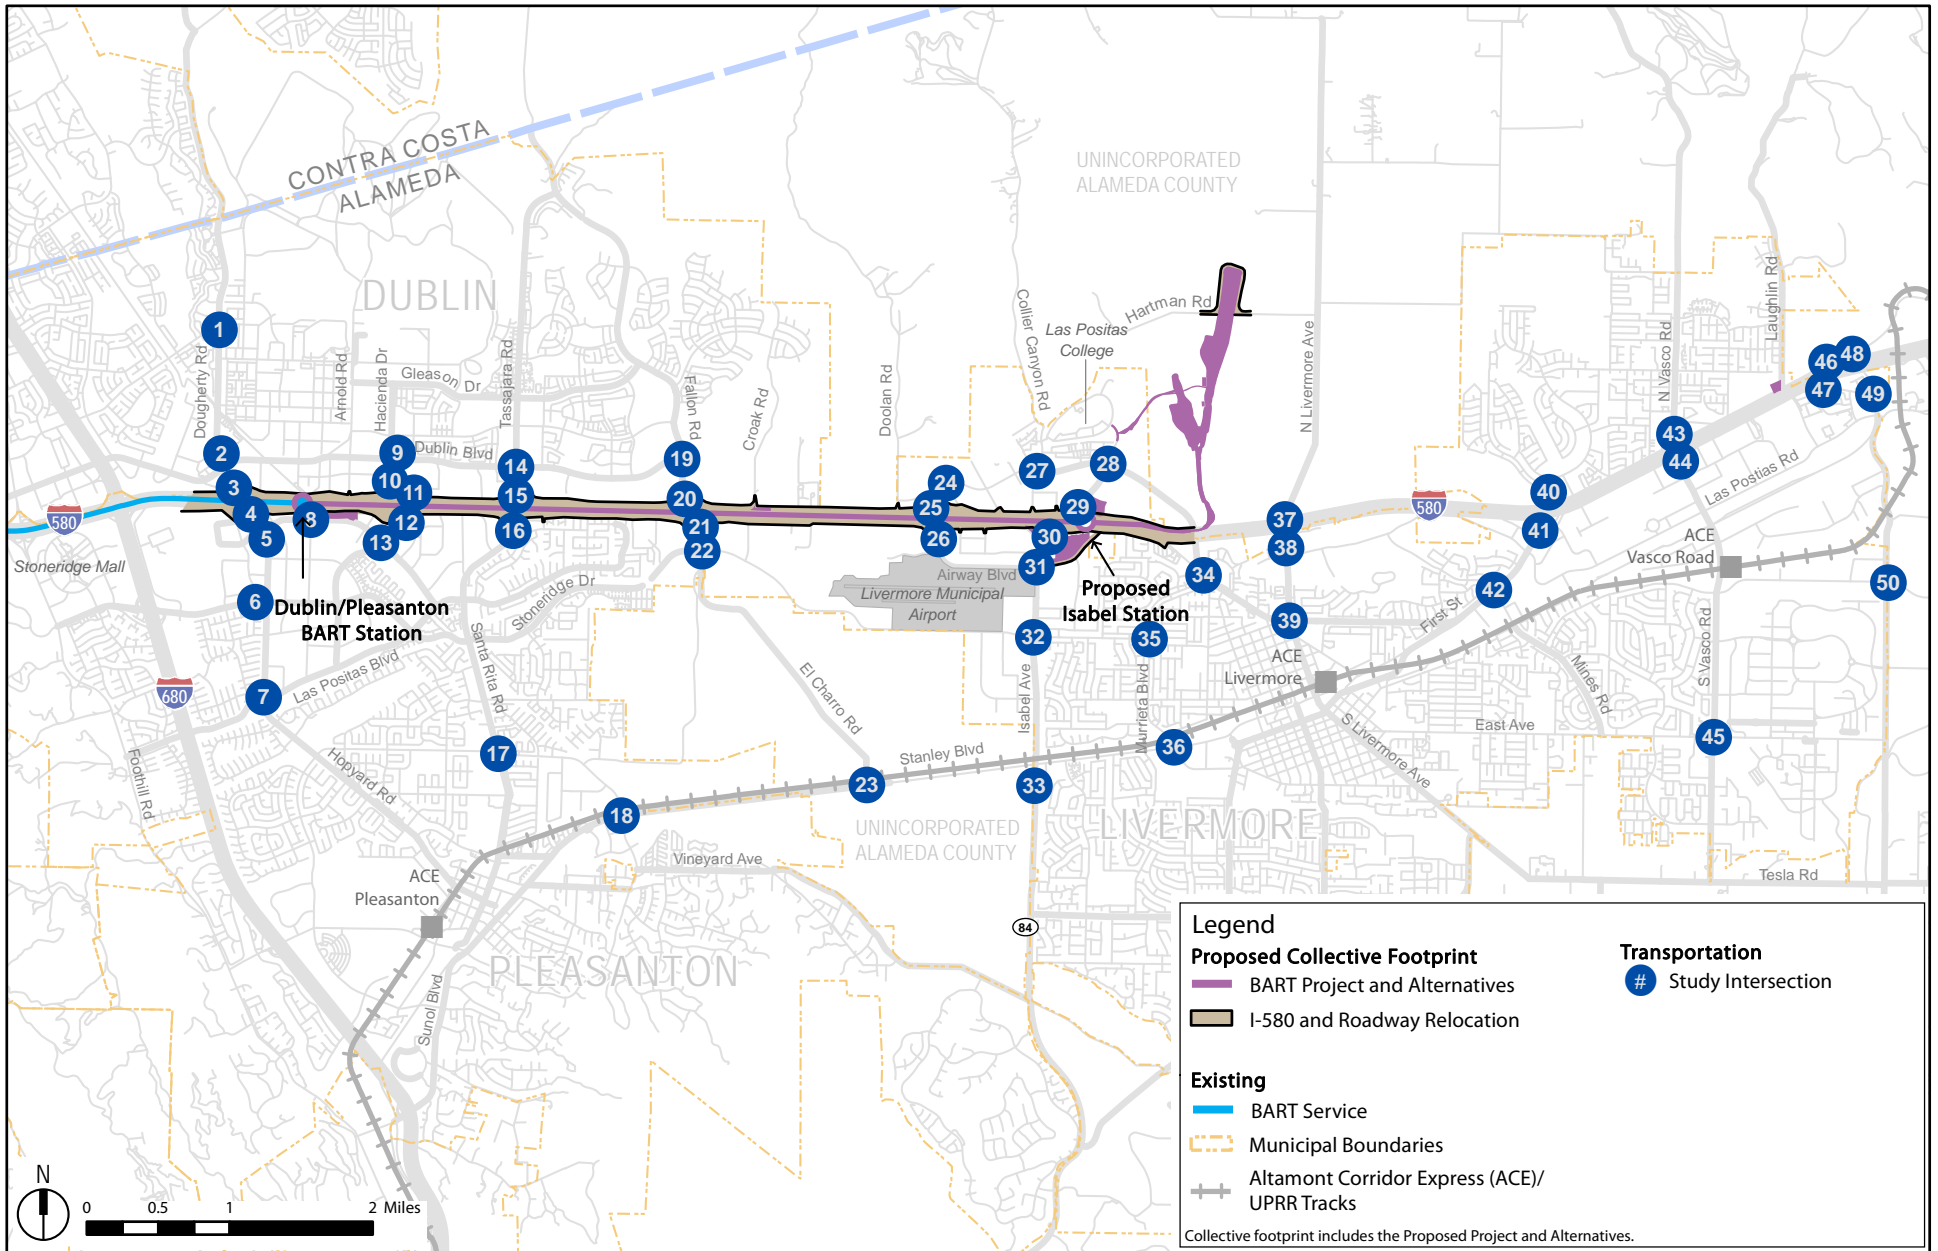 CONTRA COSTA
ALAMEDA
UNINCORPORATED
ALAMEDA COUNTY
DUBLIN
Dougherty Rd
Arnold Rd
Hacienda Dr
Gleason Dr
Tassajara Rd
Dublin Blvd
Fallon Rd
Croak Rd
Doolan Rd
Collier Canyon Rd
Las Positas
College
Hartman Rd
N Livermore Ave
N Vasco Rd
Laughlin Rd
Las Postias Rd
1
2
3
4
5
6
7
8
9
10
11
12
13
14
15
16
17
18
19
20
21
22
23
24
25
26
27
28
29
30
31
32
33
34
35
36
37
38
39
40
41
42
43
44
45
46
47
48
49
50
580
580
680
84
Stoneridge Mall
Dublin/Pleasanton
BART Station
Stoneridge Dr
Las Positas Blvd
Santa Rita Rd
Hopyard Rd
Foothill Rd
El Charro Rd
Airway Blvd
Livermore Municipal
Airport
Proposed
Isabel Station
Isabel Ave
Murrieta Blvd
Stanley Blvd
ACE
Livermore
First St
Mines Rd
ACE
Vasco Road
S Vasco Rd
East Ave
S Livermore Ave
LIVERMORE
UNINCORPORATED
ALAMEDA COUNTY
Vineyard Ave
Tesla Rd
ACE
Pleasanton
PLEASANTON
Sunol Blvd
N
0 0.5 1 2 Miles
Legend
Proposed Collective Footprint
BART Project and Alternatives
I-580 and Roadway Relocation
Transportation
# Study Intersection
Existing
BART Service
Municipal Boundaries
Altamont Corridor Express (ACE)/
UPRR Tracks
Collective footprint includes the Proposed Project and Alternatives.